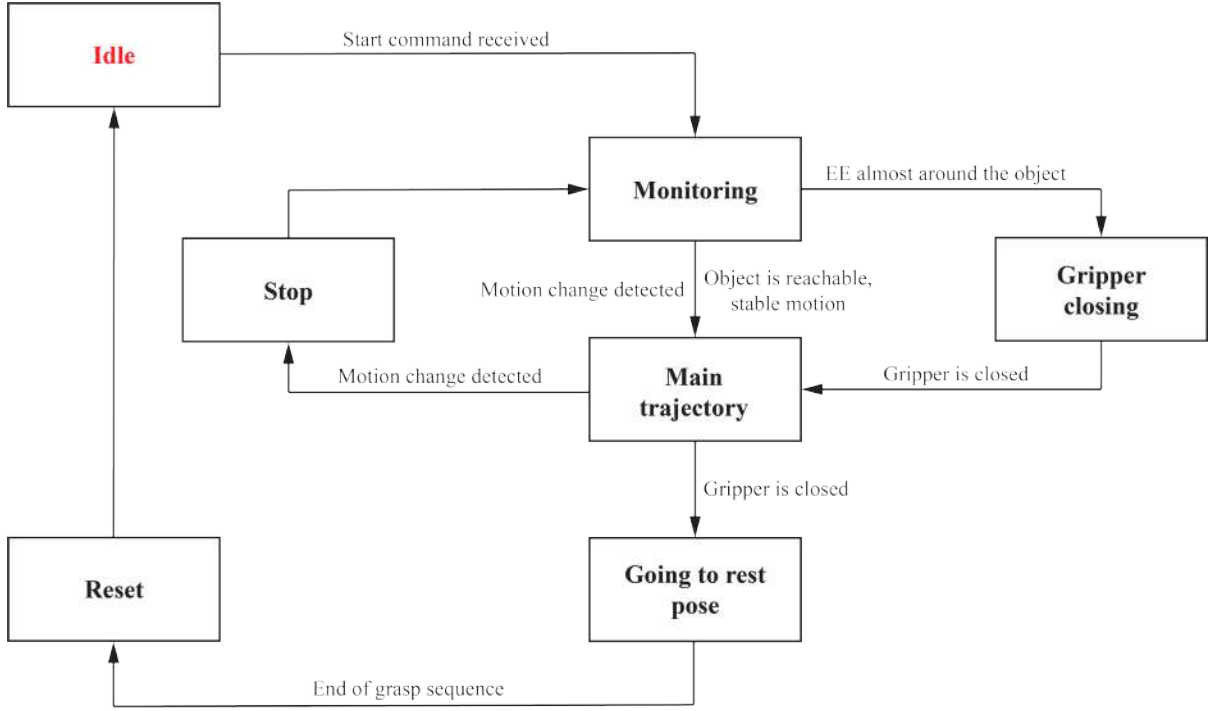 Idle
Start command received
Monitoring
EE almost around the object
Stop
Motion change detected
Object is reachable,
stable motion
Gripper
closing
Motion change detected
Main
trajectory
Gripper is closed
Gripper is closed
Reset
Going to rest
pose
End of grasp sequence